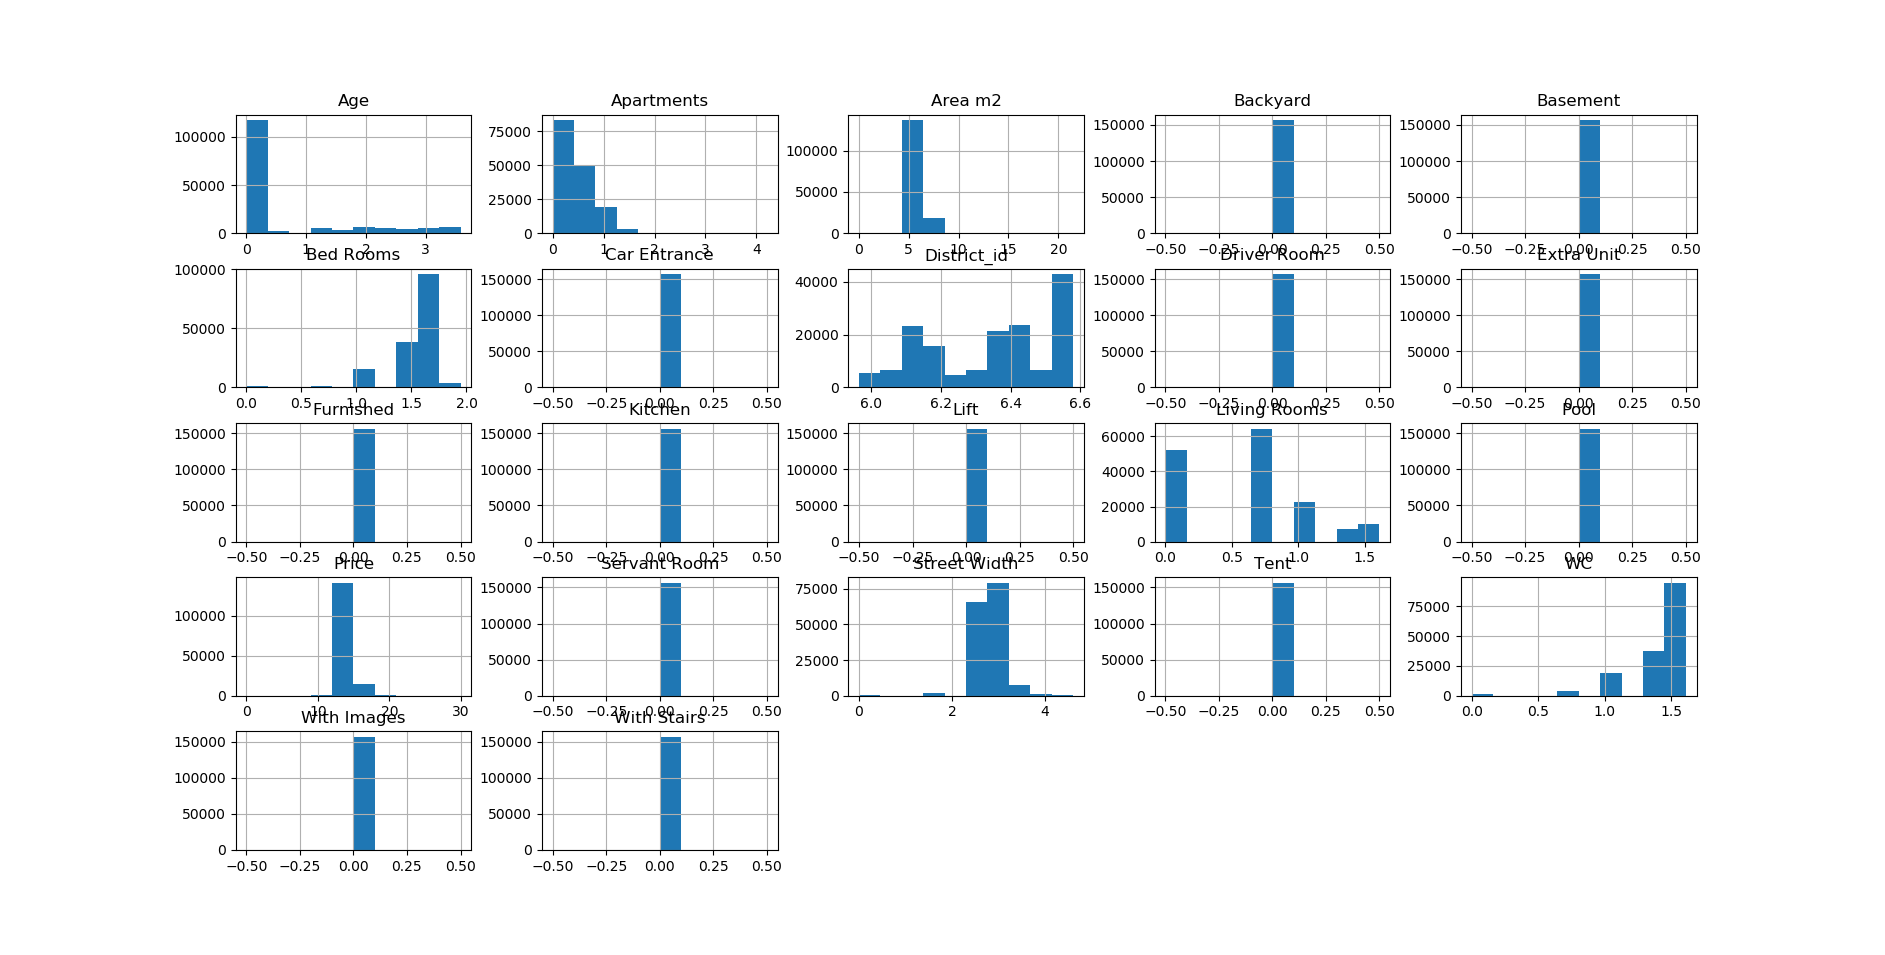 Age Apartments Area m2 Backyard Basement
100000 50000 0
75000 50000 25000 0
100000 50000 0
150000 100000 50000 0
150000 100000 50000 0
0 1 2 3
0 1 2 3 4
0 5 10 15 20
−0.50 −0.25 0.00 0.25 0.50
−0.50 −0.25 0.00 0.25 0.50
Bed Rooms Car Entrance District_id Driver Room Extra Unit
100000 50000 0
150000 100000 50000 0
40000 20000 0
150000 100000 50000 0
150000 100000 50000 0
0.0 0.5 1.0 1.5 2.0
−0.50 −0.25 0.00 0.25 0.50
6.0 6.2 6.4 6.6
−0.50 −0.25 0.00 0.25 0.50
−0.50 −0.25 0.00 0.25 0.50
Furnished Kitchen Lift Living Rooms Pool
150000 100000 50000 0
150000 100000 50000 0
150000 100000 50000 0
60000 40000 20000 0
150000 100000 50000 0
−0.50 −0.25 0.00 0.25 0.50
−0.50 −0.25 0.00 0.25 0.50
−0.50 −0.25 0.00 0.25 0.50
0.0 0.5 1.0 1.5
−0.50 −0.25 0.00 0.25 0.50
Price Servant Room Street Width Tent WC
100000 50000 0
150000 100000 50000 0
75000 50000 25000 0
150000 100000 50000 0
75000 50000 25000 0
0 10 20 30
−0.50 −0.25 0.00 0.25 0.50
0 2 4
−0.50 −0.25 0.00 0.25 0.50
0.0 0.5 1.0 1.5
With Images With Stairs
150000 100000 50000 0
150000 100000 50000 0
−0.50 −0.25 0.00 0.25 0.50
−0.50 −0.25 0.00 0.25 0.50